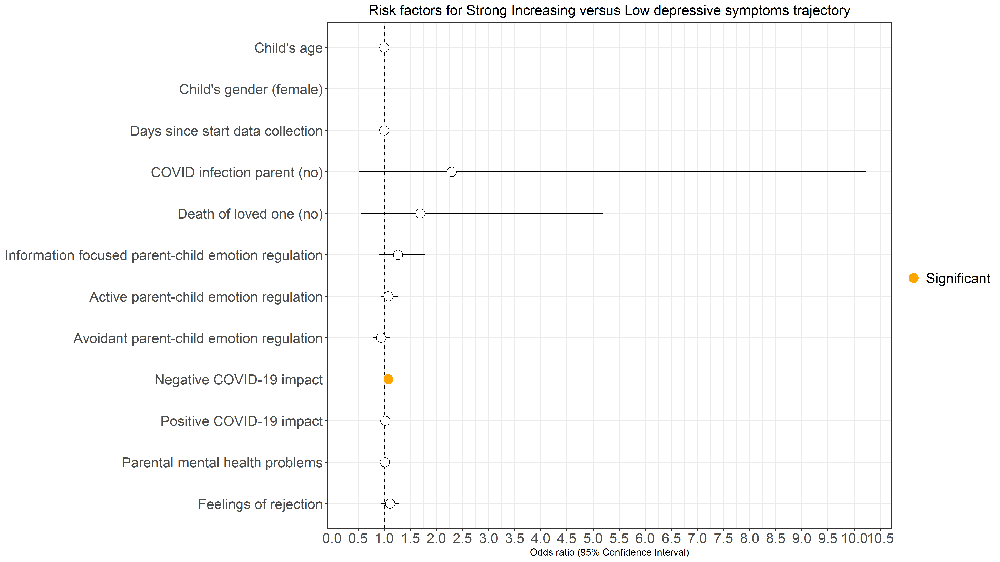 Risk factors for Strong Increasing versus Low depressive symptoms trajectory
Child's age
Child's gender (female)
Days since start data collection
COVID infection parent (no)
Death of loved one (no)
Information focused parent-child emotion regulation
Active parent-child emotion regulation
Avoidant parent-child emotion regulation
Negative COVID-19 impact
Positive COVID-19 impact
Parental mental health problems
Feelings of rejection
Significant
0.0 0.5 1.0 1.5 2.0 2.5 3.0 3.5 4.0 4.5 5.0 5.5 6.0 6.5 7.0 7.5 8.0 8.5 9.0 9.5 10.0 10.5
Odds ratio (95% Confidence Interval)